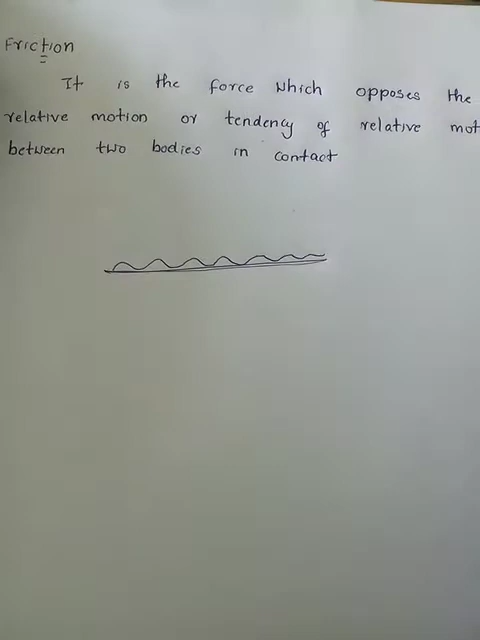 Friction
It is the force which opposes the
relative motion or tendency of relative mot
between two bodies in contact